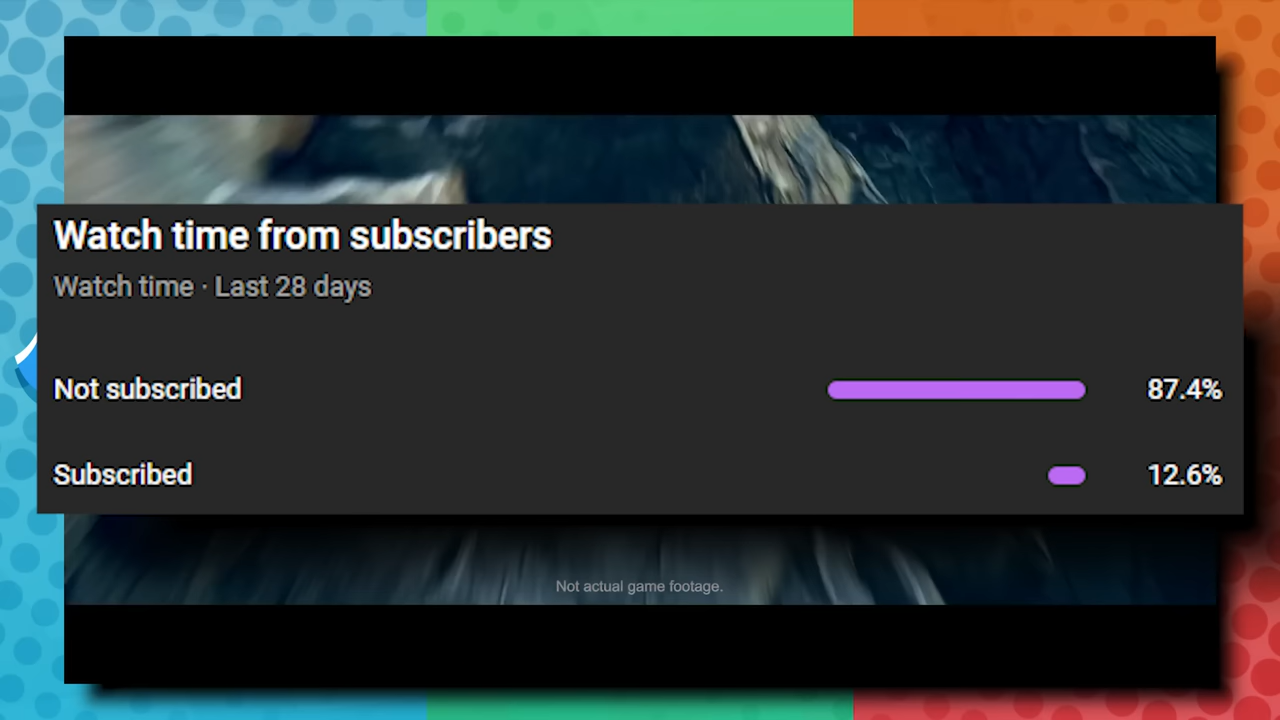 Watch time from subscribers
Watch time · Last 28 days
Not subscribed 87.4%
Subscribed 12.6%
Not actual game footage.